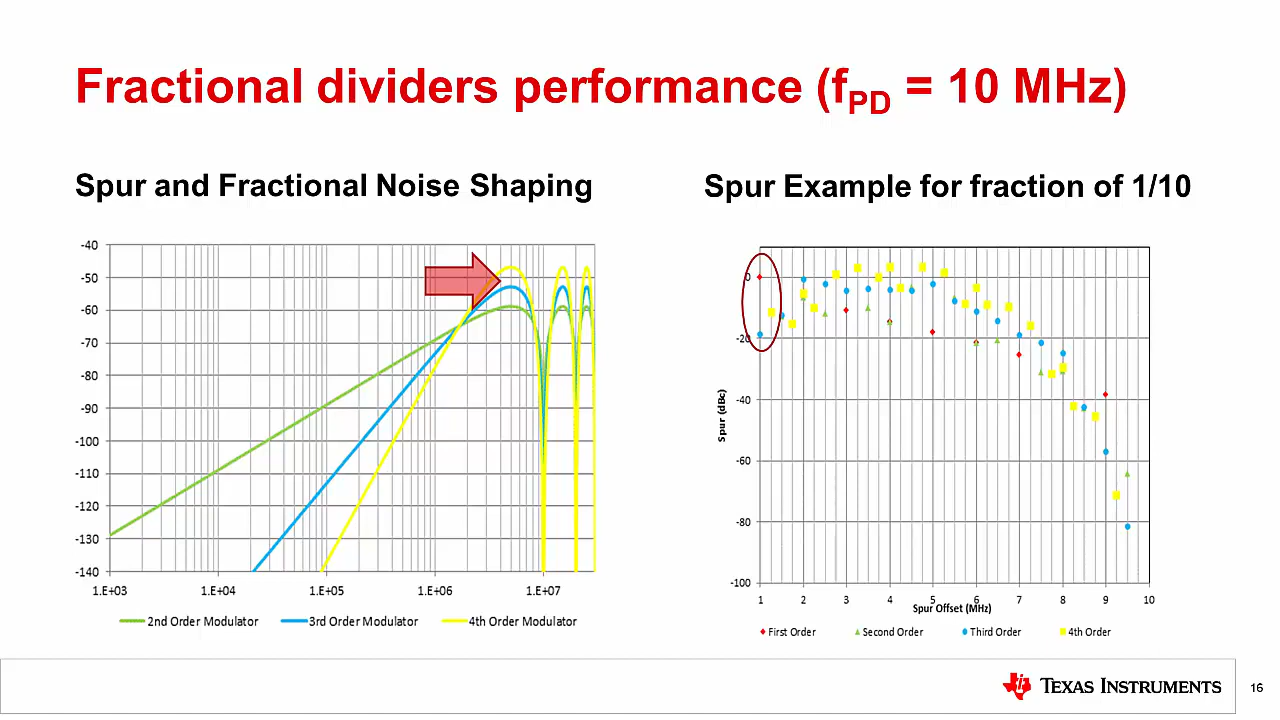 Fractional dividers performance (fPD = 10 MHz)
Spur and Fractional Noise Shaping
Spur Example for fraction of 1/10
-40
-50
-60
-70
-80
-90
-100
-110
-120
-130
-140
1.E+03 1.E+04 1.E+05 1.E+06 1.E+07
2nd Order Modulator 3rd Order Modulator 4th Order Modulator
0
-20
-40
-60
-80
-100
Spur (dBc)
1 2 3 4 5 6 7 8 9 10
Spur Offset (MHz)
First Order Second Order Third Order 4th Order
TEXAS INSTRUMENTS
16